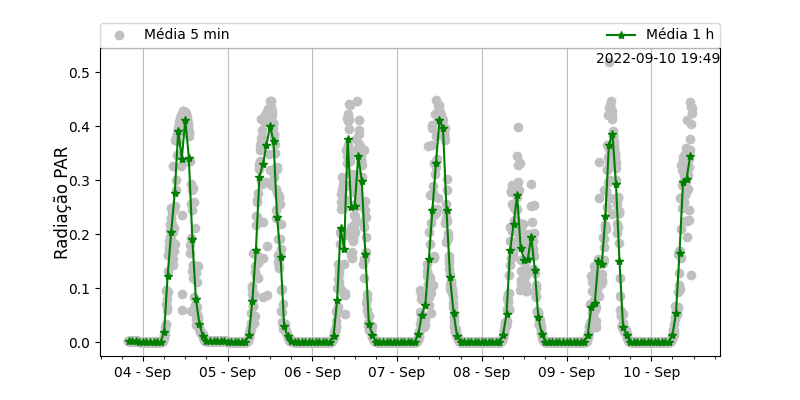 Média 5 min
Média 1 h
2022-09-10 19:49
Radiação PAR
0.5
0.4
0.3
0.2
0.1
0.0
04 - Sep
05 - Sep
06 - Sep
07 - Sep
08 - Sep
09 - Sep
10 - Sep